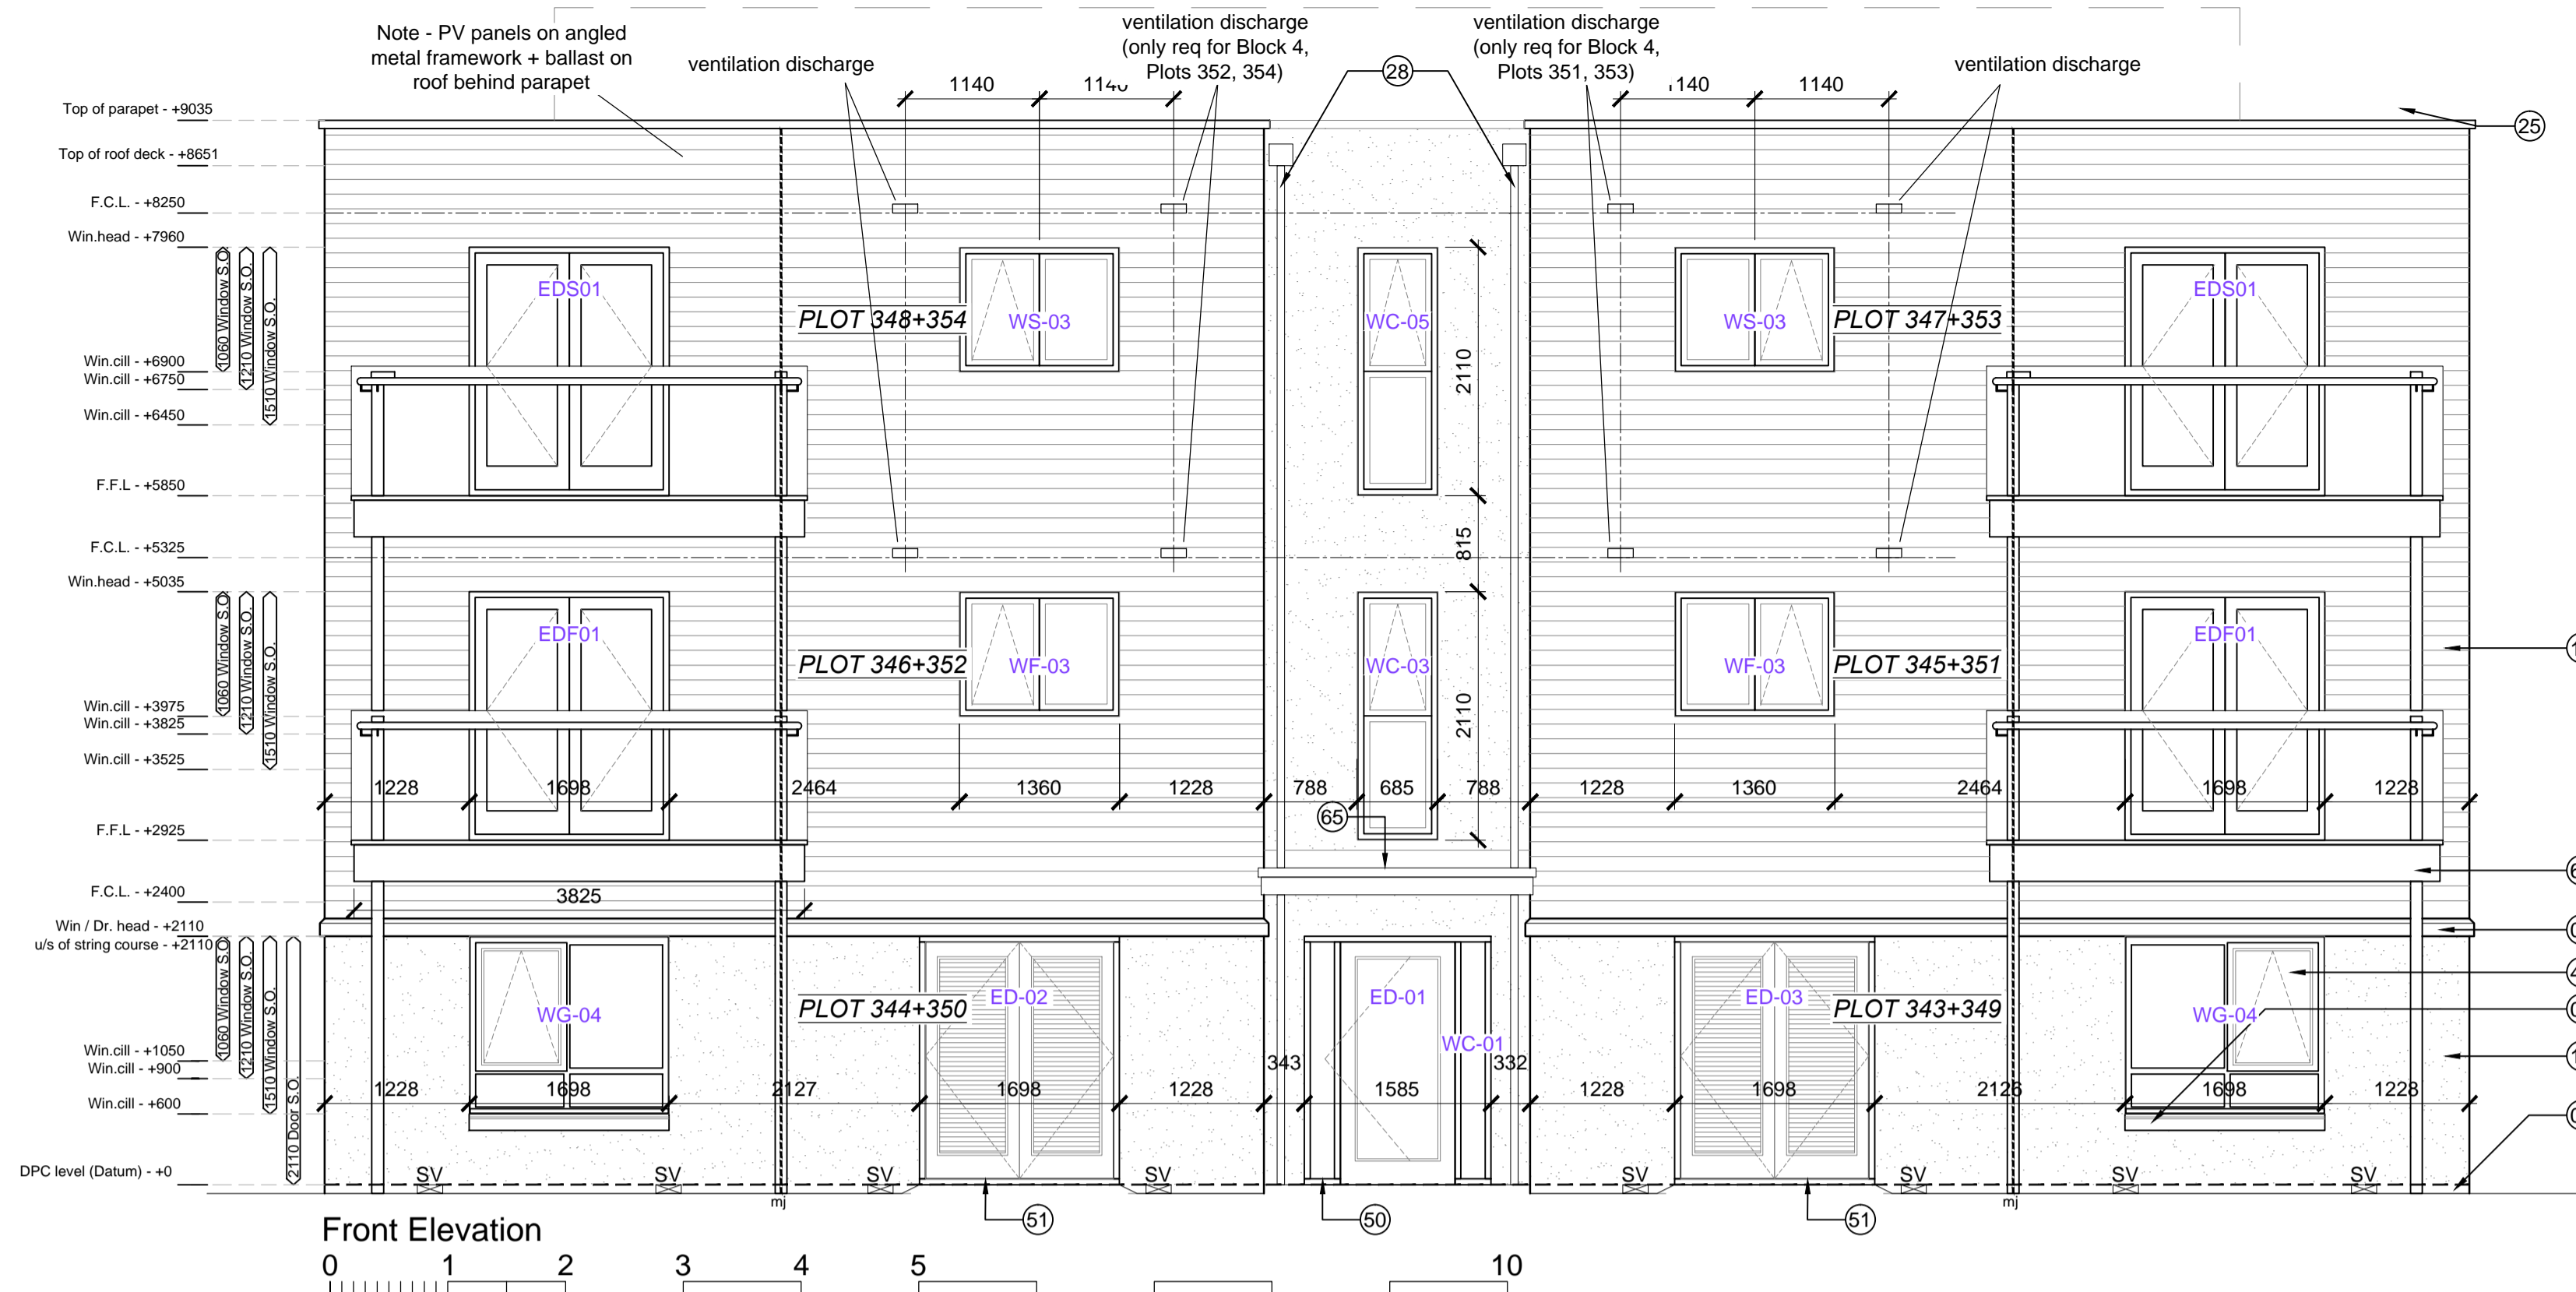 Note - PV panels on angled
metal framework + ballast on
roof behind parapet
ventilation discharge
ventilation discharge
(only req for Block 4,
Plots 352, 354)
28
ventilation discharge
(only req for Block 4,
Plots 351, 353)
ventilation discharge
1140
1140
1140
25
Top of parapet - +9035
Top of roof deck - +8651
F.C.L. - +8250
Win.head - +7960
Win.cill - +6900
Win.cill - +6750
Win.cill - +6450
F.F.L - +5850
F.C.L. - +5325
Win.head - +5035
Win.cill - +3975
Win.cill - +3825
Win.cill - +3525
F.F.L - +2925
F.C.L. - +2400
Win / Dr. head - +2110
u/s of string course - +2110
Win.cill - +1050
Win.cill - +900
Win.cill - +600
DPC level (Datum) - +0
1060 Window S.O.
1210 Window S.O.
1510 Window S.O.
1060 Window S.O.
1210 Window S.O.
1510 Window S.O.
1060 Window S.O.
1210 Window S.O.
1510 Window S.O.
2110 Door S.O.
EDS01
PLOT 348+354
WS-03
WC-05
WS-03
PLOT 347+353
EDS01
2110
815
EDF01
PLOT 346+352
WF-03
WC-03
WF-03
PLOT 345+351
EDF01
2110
1228
1698
2464
1360
1228
788
685
788
1228
1360
2464
1698
1228
65
3825
WG-04
PLOT 344+350
ED-02
ED-01
WC-01
ED-03
PLOT 343+349
WG-04
1228
1698
2127
1698
1228
343
1585
332
1228
1698
2126
1698
1228
SV
SV
SV
SV
SV
SV
SV
SV
mj
mj
51
50
51
Front Elevation
0 1 2 3 4 5 10